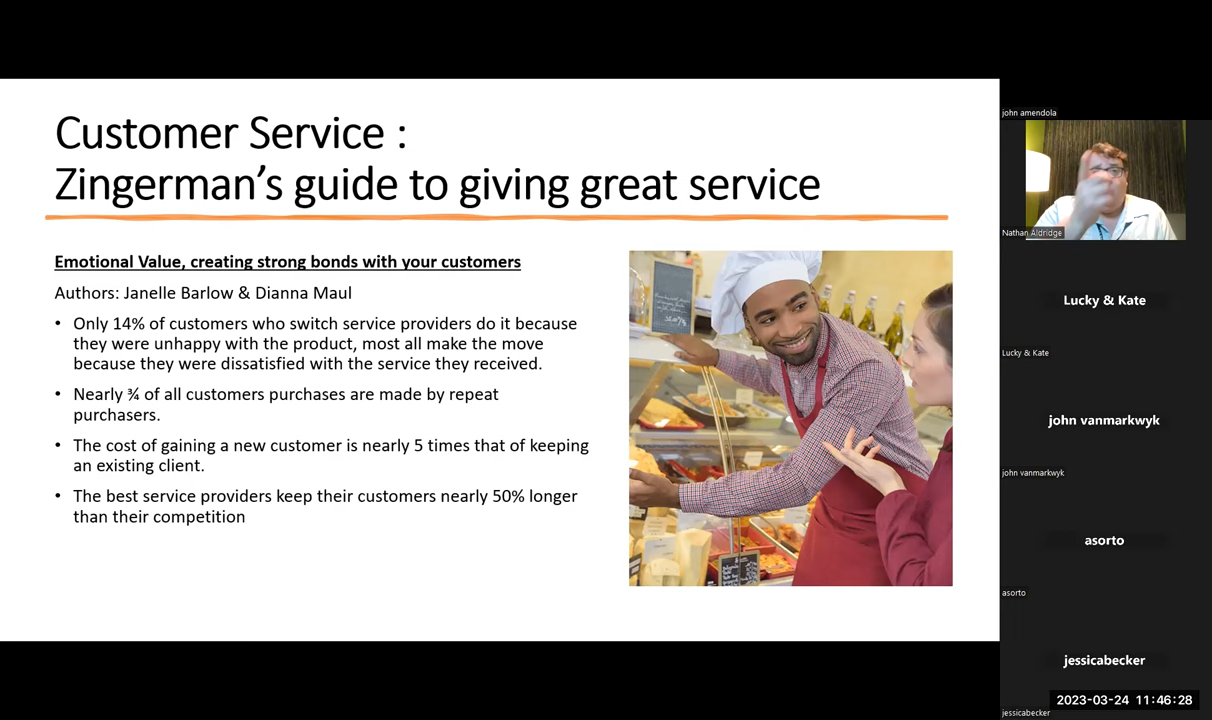 Customer Service :
Zingerman's guide to giving great service
Emotional Value, creating strong bonds with your customers
Authors: Janelle Barlow & Dianna Maul
• Only 14% of customers who switch service providers do it because
they were unhappy with the product, most all make the move
because they were dissatisfied with the service they received.
• Nearly ¾ of all customers purchases are made by repeat
purchasers.
• The cost of gaining a new customer is nearly 5 times that of keeping
an existing client.
• The best service providers keep their customers nearly 50% longer
than their competition
john amendola
Nathan Aldridge
Lucky & Kate
Lucky & Kate
john vanmarkwyk
john vanmarkwyk
asorto
asorto
jessicabecker
2023-03-24 11:46:28
jessicabecker